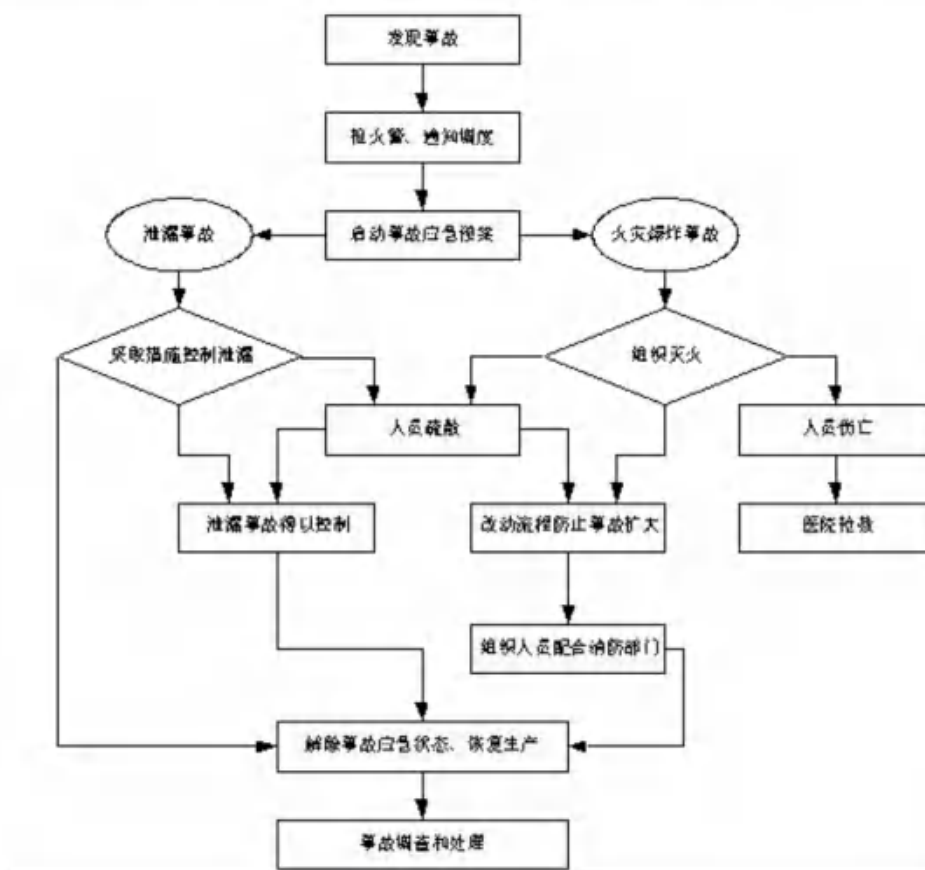 发现事故
报火警、通知调度
泄漏事故
启动事故应急预案
火灾爆炸事故
采取措施控制泄漏
组织灭火
人员疏散
人员伤亡
泄漏事故得以控制
改动流程防止事故扩大
医院抢救
组织人员配合消防部门
解除事故应急状态、恢复生产
事故调查和处理